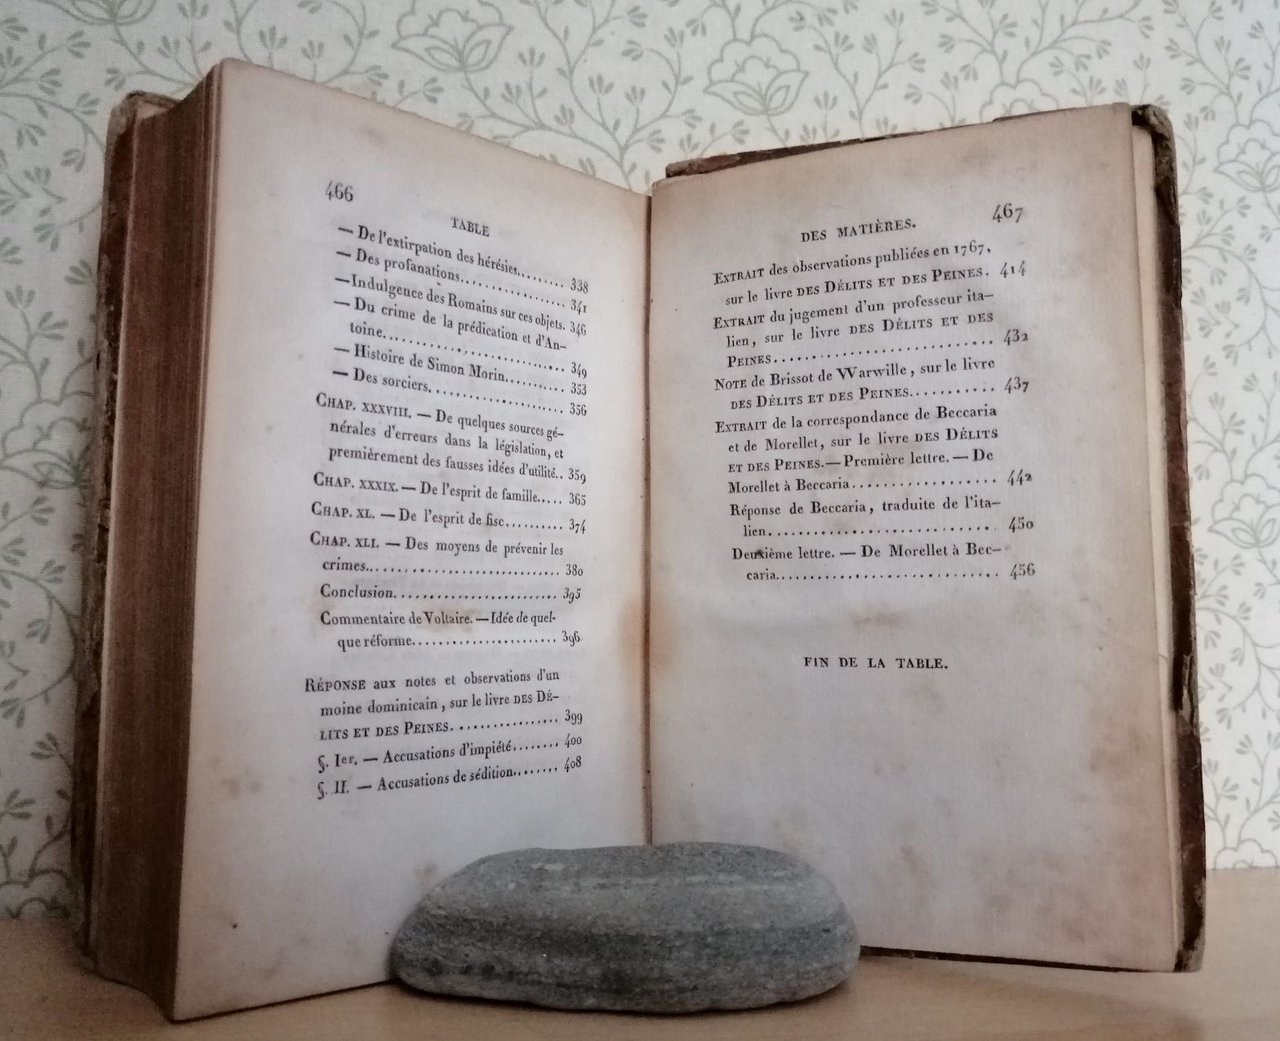 466
TABLE
— De l'extirpation des hérésies........ 338
— Des profanations.................. 341
—Indulgence des Romains sur ces objets. 346
— Du crime de la prédication et d'An-
toine............................ 349
— Histoire de Simon Morin.......... 353
— Des sorciers...................... 356
CHAP. XXXVIII. — De quelques sources gé-
nérales d'erreurs dans la législation, et
premièrement des fausses idées d'utilité.. 359
CHAP. XXXIX. — De l'esprit de famille..... 365
CHAP. XL. — De l'esprit de fisc.......... 374
CHAP. XLI. — Des moyens de prévenir les
crimes............................. 380
Conclusion......................... 395
Commentaire de Voltaire. — Idée de quel-
que réforme...................... 396
RÉPONSE aux notes et observations d'un
moine dominicain, sur le livre DES DÉ-
LITS ET DES PEINES................ 399
§. Ier. — Accusations d'impiété........ 400
§. II. — Accusations de sédition........ 408
467
DES MATIÈRES.
EXTRAIT des observations publiées en 1767,
sur le livre DES DÉLITS ET DES PEINES. 414
EXTRAIT du jugement d'un professeur ita-
lien, sur le livre DES DÉLITS ET DES
PEINES............................ 432
NOTE de Brissot de Warwille, sur le livre
DES DÉLITS ET DES PEINES.......... 437
EXTRAIT de la correspondance de Beccaria
et de Morellet, sur le livre DES DÉLITS
ET DES PEINES.— Première lettre. — De
Morellet à Beccaria.................. 442
Réponse de Beccaria, traduite de l'ita-
lien.............................. 450
Deuxième lettre. — De Morellet à Bec-
caria............................. 456
FIN DE LA TABLE.